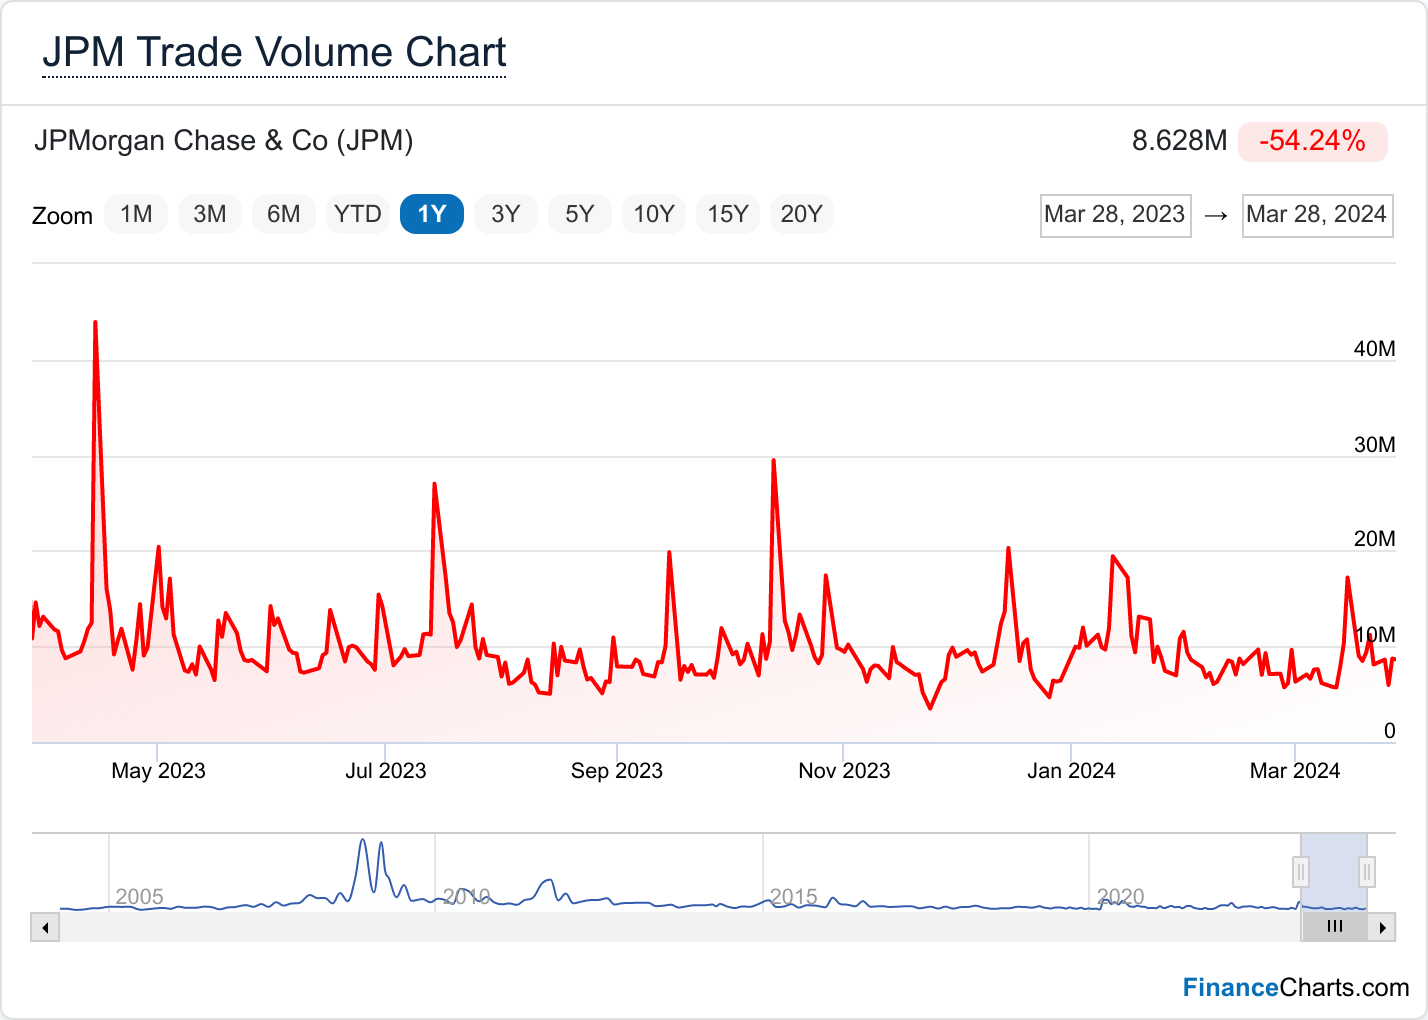 JPM Trade Volume Chart
JPMorgan Chase & Co (JPM) 8.628M -54.24%
Zoom 1M 3M 6M YTD 1Y 3Y 5Y 10Y 15Y 20Y Mar 28, 2023 → Mar 28, 2024
40M
30M
20M
10M
0
May 2023 Jul 2023 Sep 2023 Nov 2023 Jan 2024 Mar 2024
2005 2010 2015 2020
FinanceCharts.com